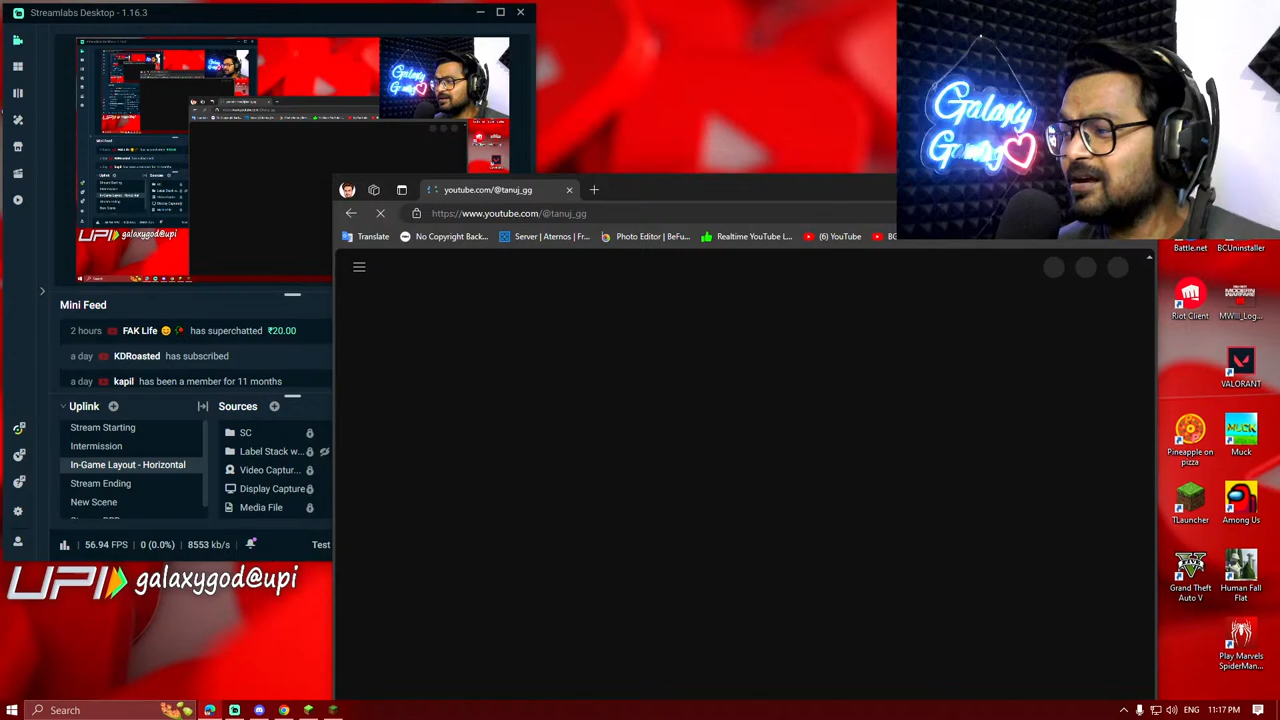 Streamlabs Desktop - 1.16.3
Galaxy
Gaming
youtube.com/@tanuj_gg
https://www.youtube.com/@tanuj_gg
Translate
No Copyright Back...
Server | Aternos | Fr...
Photo Editor | BeFu...
Realtime YouTube L...
(6) YouTube
BG
Mini Feed
2 hours FAK Life 😊 🥀 has superchatted ₹20.00
a day KDRoasted has subscribed
a day kapil has been a member for 11 months
Uplink
Stream Starting
Intermission
In-Game Layout - Horizontal
Stream Ending
New Scene
Sources
SC
Label Stack w...
Video Captur...
Display Capture
Media File
56.94 FPS 0 (0.0%) 8553 kb/s Test
UPI galaxygod@upi
Battle.net
BCUninstaller
Riot Client
MWIII_Log...
VALORANT
Pineapple on
pizza
Muck
TLauncher
Among Us
Grand Theft
Auto V
Human Fall
Flat
Play Marvels
SpiderMan...
Search
ENG
11:17 PM